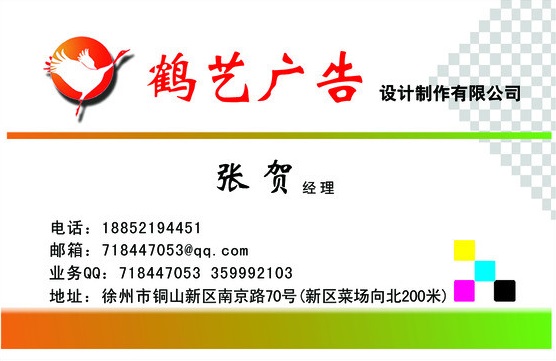 鹤艺广告 设计制作有限公司
张贺 经理
电话：18852194451
邮箱：718447053@qq.com
业务QQ：718447053 359992103
地址：徐州市铜山新区南京路70号(新区菜场向北200米)